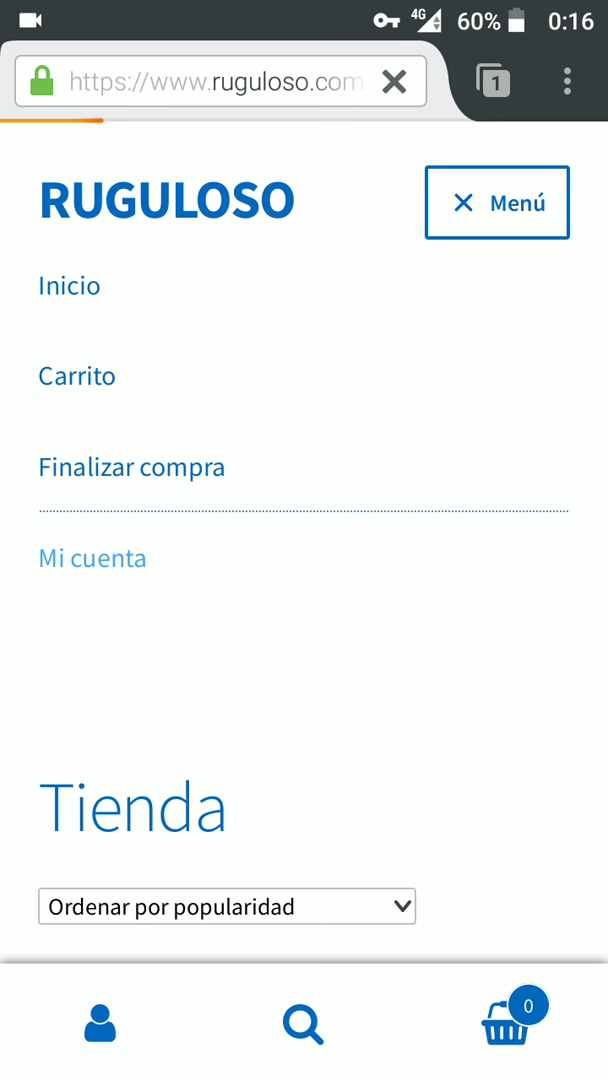 4G 60% 0:16
https://www.ruguloso.com 1
RUGULOSO
Menú
Inicio
Carrito
Finalizar compra
Mi cuenta
Tienda
Ordenar por popularidad
0